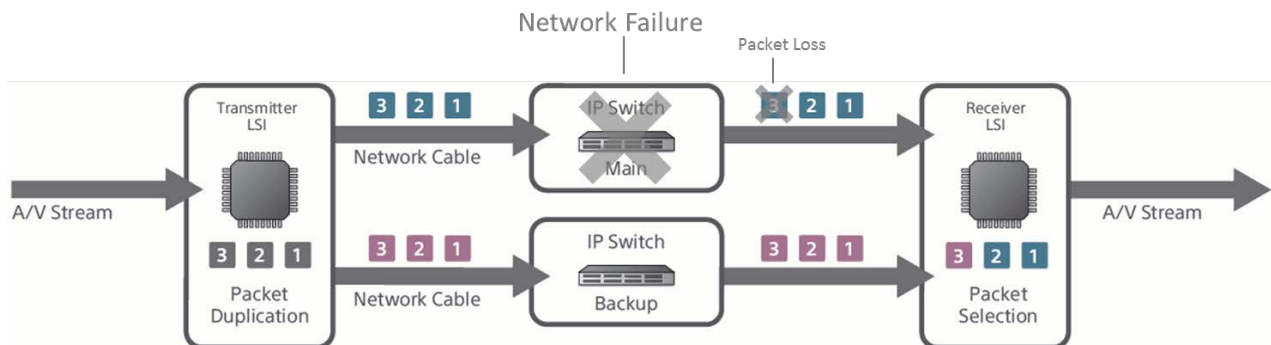 Network Failure
Packet Loss
Transmitter
LSI
3 2 1
IP Switch
3 2 1
Receiver
LSI
Network Cable
Main
A/V Stream
A/V Stream
3 2 1
Packet
Duplication
3 2 1
Network Cable
IP Switch
Backup
3 2 1
3 2 1
Packet
Selection